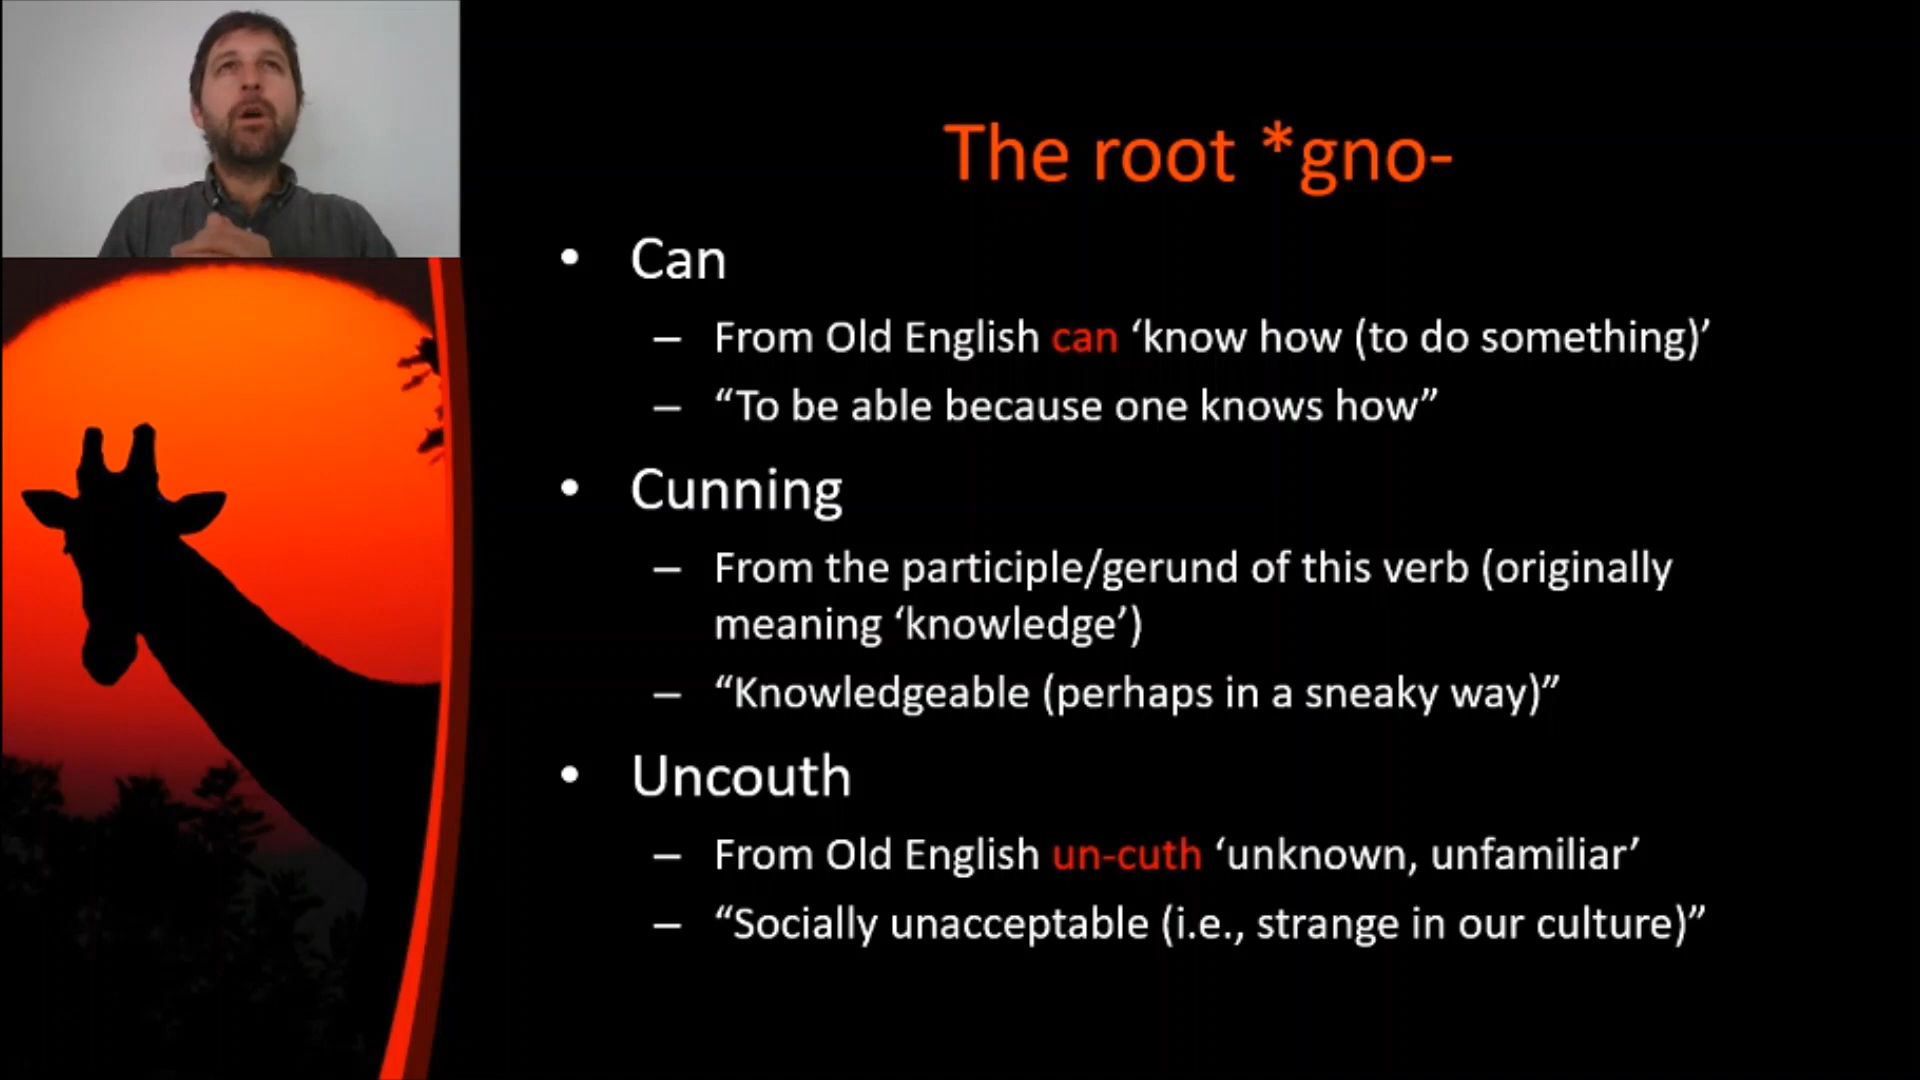 The root *gno-
• Can
– From Old English can ‘know how (to do something)’
– “To be able because one knows how”
• Cunning
– From the participle/gerund of this verb (originally
meaning ‘knowledge’)
– “Knowledgeable (perhaps in a sneaky way)”
• Uncouth
– From Old English un-cuth ‘unknown, unfamiliar’
– “Socially unacceptable (i.e., strange in our culture)”